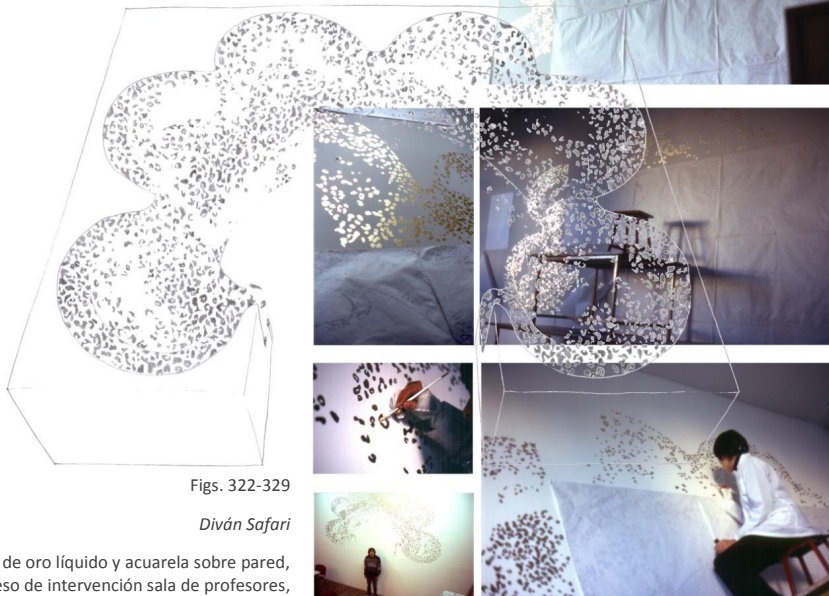 Figs. 322-329
Diván Safari
de oro líquido y acuarela sobre pared,
eso de intervención sala de profesores,